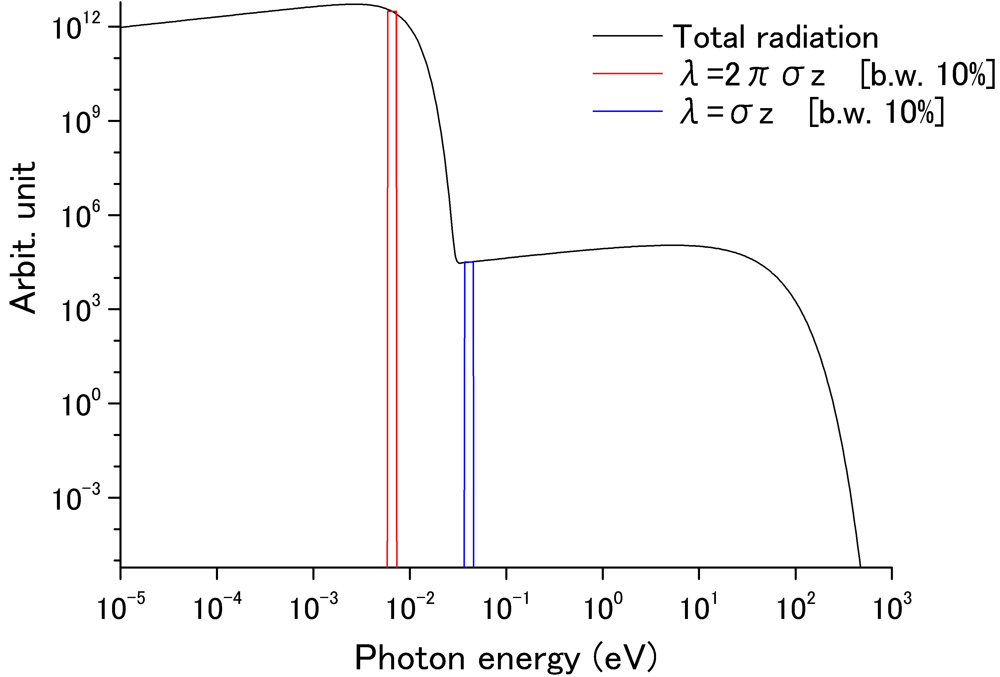 Total radiation
λ=2πσz [b.w. 10%]
λ=σz [b.w. 10%]
Arbit. unit
10^12
10^9
10^6
10^3
10^0
10^-3
10^-5 10^-4 10^-3 10^-2 10^-1 10^0 10^1 10^2 10^3
Photon energy (eV)